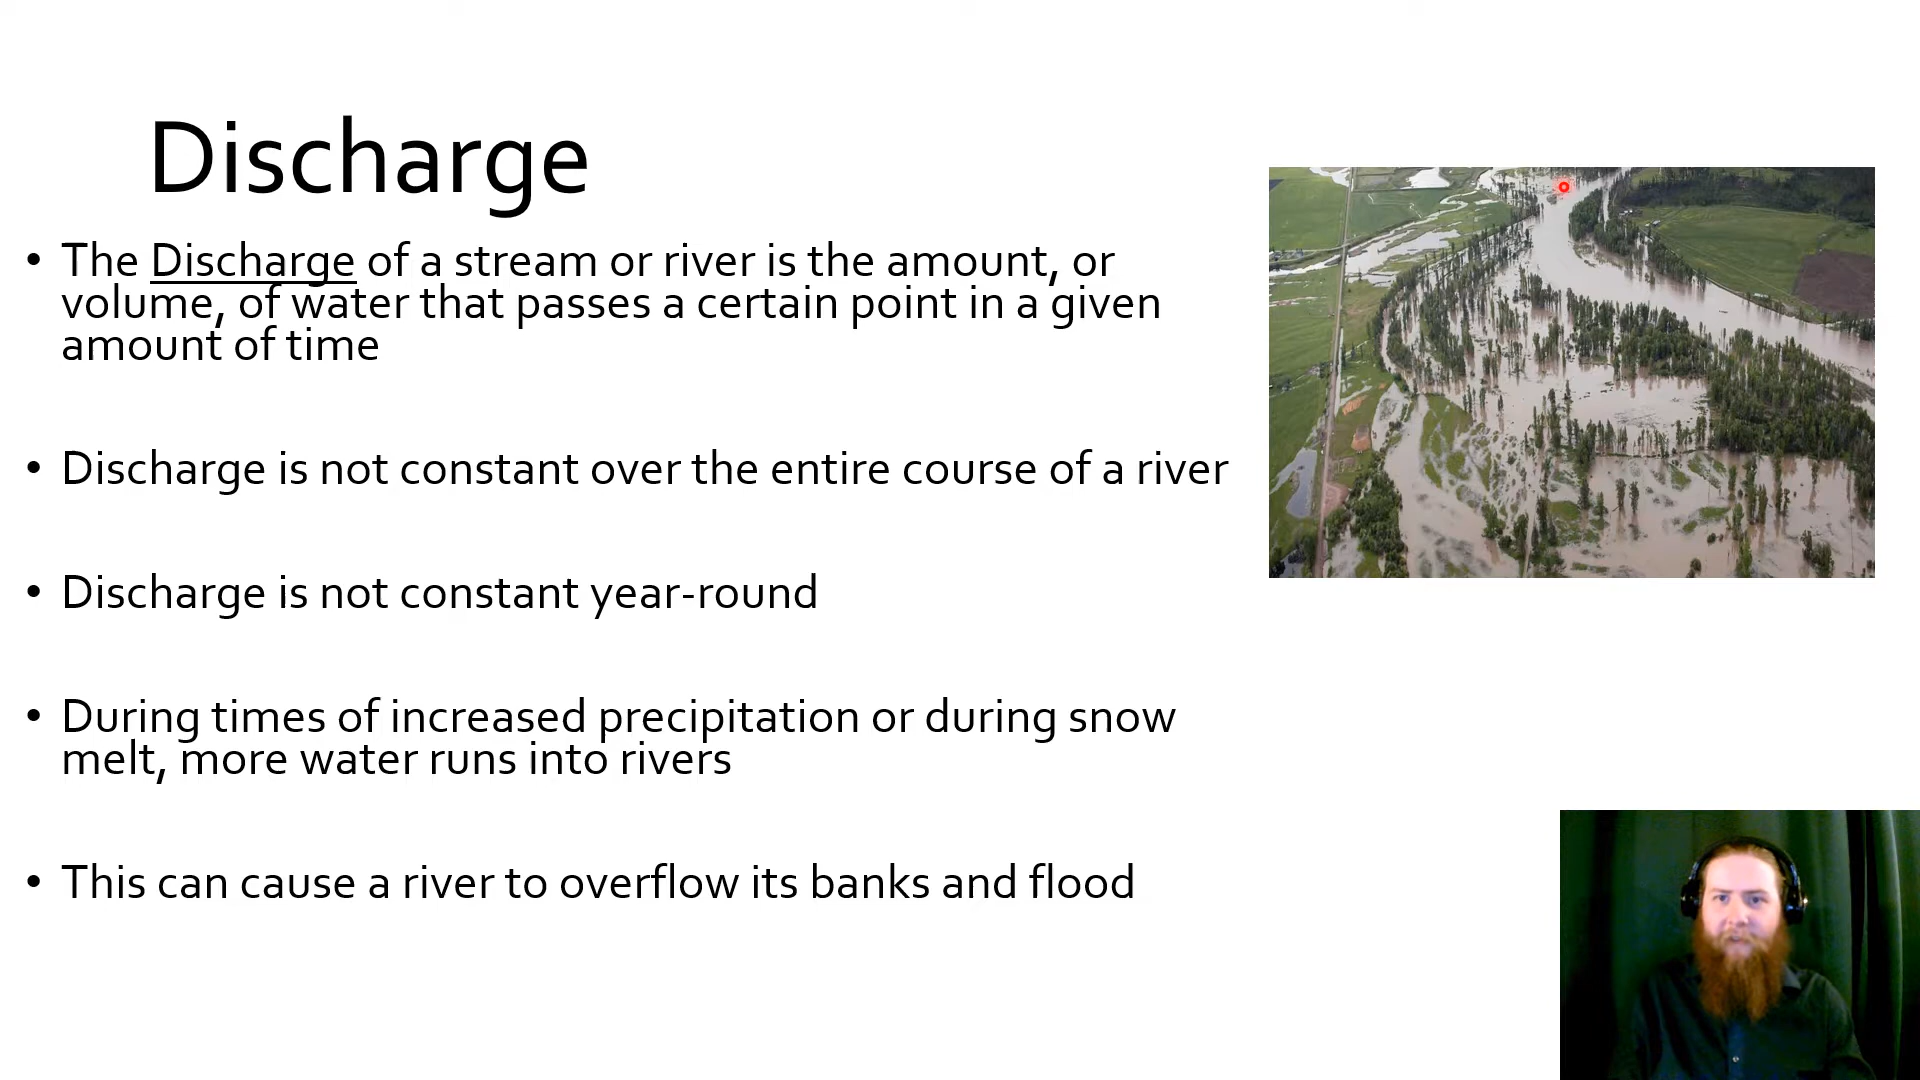 Discharge
• The Discharge of a stream or river is the amount, or
volume, of water that passes a certain point in a given
amount of time
• Discharge is not constant over the entire course of a river
• Discharge is not constant year-round
• During times of increased precipitation or during snow
melt, more water runs into rivers
• This can cause a river to overflow its banks and flood